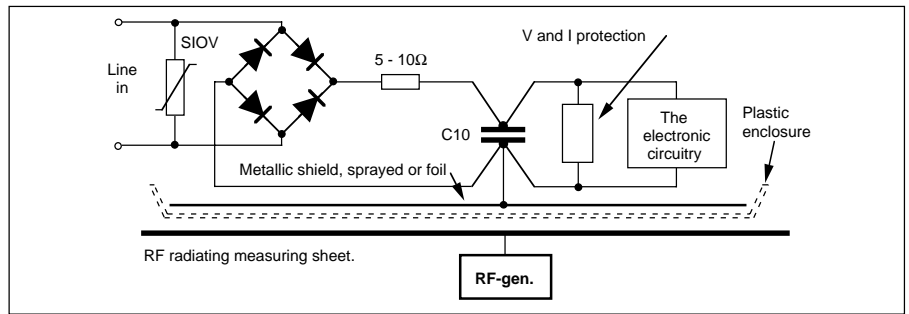 SIOV
Line
in
5 - 10Ω
V and I protection
C10
The
electronic
circuitry
Plastic
enclosure
Metallic shield, sprayed or foil
RF radiating measuring sheet.
RF-gen.